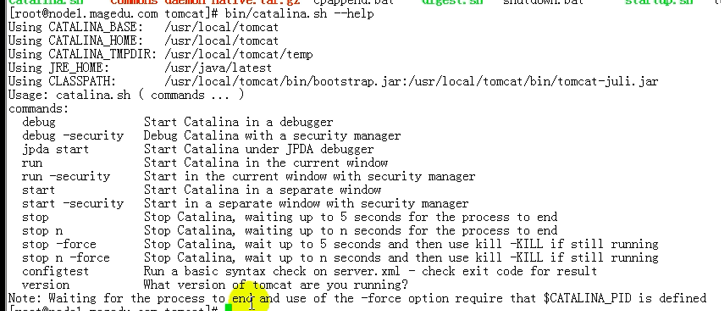 catalina.sh commons-daemon-native.tar.gz cpappend.bat digest.sh shutdown.bat startup.sh
[root@node1.magedu.com tomcat]# bin/catalina.sh --help
Using CATALINA_BASE:   /usr/local/tomcat
Using CATALINA_HOME:   /usr/local/tomcat
Using CATALINA_TMPDIR: /usr/local/tomcat/temp
Using JRE_HOME:        /usr/java/latest
Using CLASSPATH:       /usr/local/tomcat/bin/bootstrap.jar:/usr/local/tomcat/bin/tomcat-juli.jar
Usage: catalina.sh ( commands ... )
commands:
  debug             Start Catalina in a debugger
  debug -security   Debug Catalina with a security manager
  jpda start        Start Catalina under JPDA debugger
  run               Start Catalina in the current window
  run -security     Start in the current window with security manager
  start             Start Catalina in a separate window
  start -security   Start in a separate window with security manager
  stop              Stop Catalina, waiting up to 5 seconds for the process to end
  stop n            Stop Catalina, waiting up to n seconds for the process to end
  stop -force       Stop Catalina, wait up to 5 seconds and then use kill -KILL if still running
  stop n -force     Stop Catalina, wait up to n seconds and then use kill -KILL if still running
  configtest        Run a basic syntax check on server.xml - check exit code for result
  version           What version of tomcat are you running?
Note: Waiting for the process to end and use of the -force option require that $CATALINA_PID is defined
[root@node1.magedu.com tomcat]#